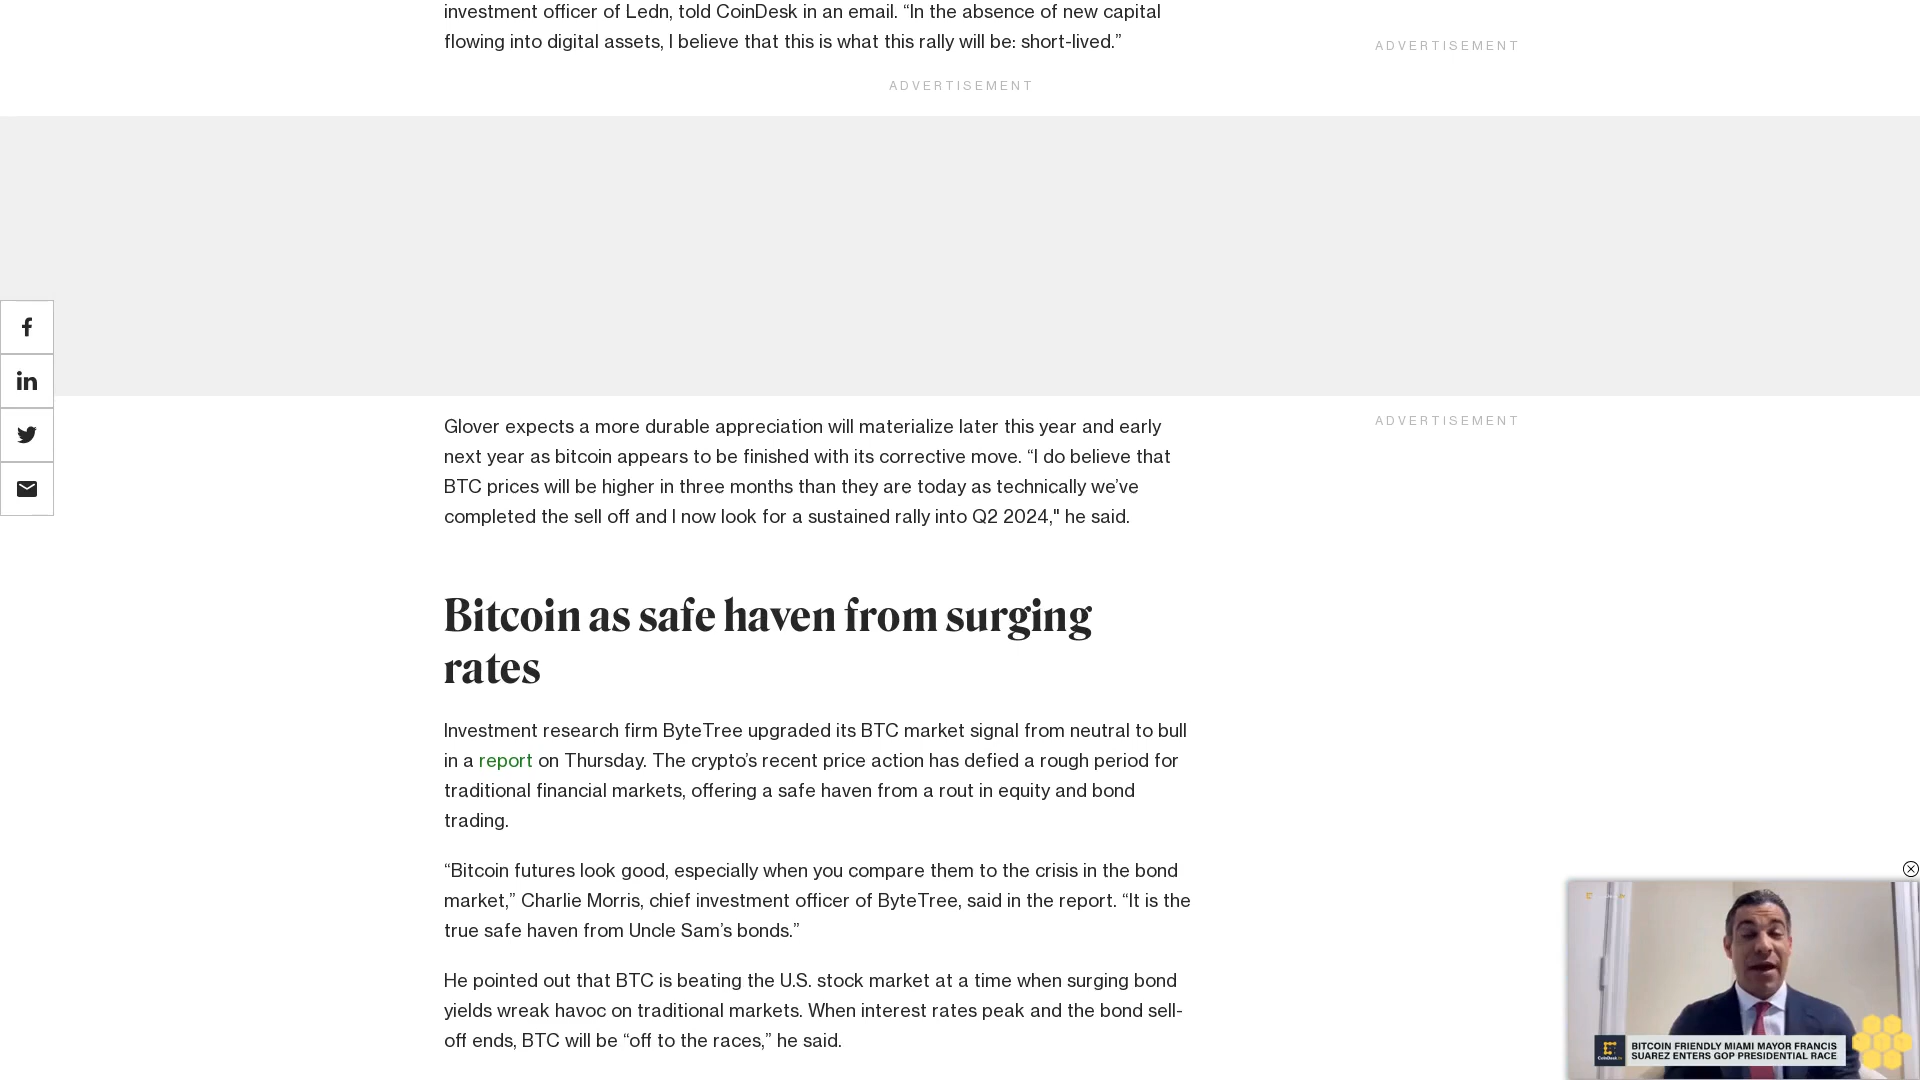 investment officer of Ledn, told CoinDesk in an email. “In the absence of new capital
flowing into digital assets, I believe that this is what this rally will be: short-lived.”
ADVERTISEMENT
ADVERTISEMENT
Glover expects a more durable appreciation will materialize later this year and early
next year as bitcoin appears to be finished with its corrective move. “I do believe that
BTC prices will be higher in three months than they are today as technically we’ve
completed the sell off and I now look for a sustained rally into Q2 2024," he said.
ADVERTISEMENT
Bitcoin as safe haven from surging
rates
Investment research firm ByteTree upgraded its BTC market signal from neutral to bull
in a report on Thursday. The crypto’s recent price action has defied a rough period for
traditional financial markets, offering a safe haven from a rout in equity and bond
trading.
“Bitcoin futures look good, especially when you compare them to the crisis in the bond
market,” Charlie Morris, chief investment officer of ByteTree, said in the report. “It is the
true safe haven from Uncle Sam’s bonds.”
He pointed out that BTC is beating the U.S. stock market at a time when surging bond
yields wreak havoc on traditional markets. When interest rates peak and the bond sell-
off ends, BTC will be “off to the races,” he said.
BITCOIN FRIENDLY MIAMI MAYOR FRANCIS
SUAREZ ENTERS GOP PRESIDENTIAL RACE